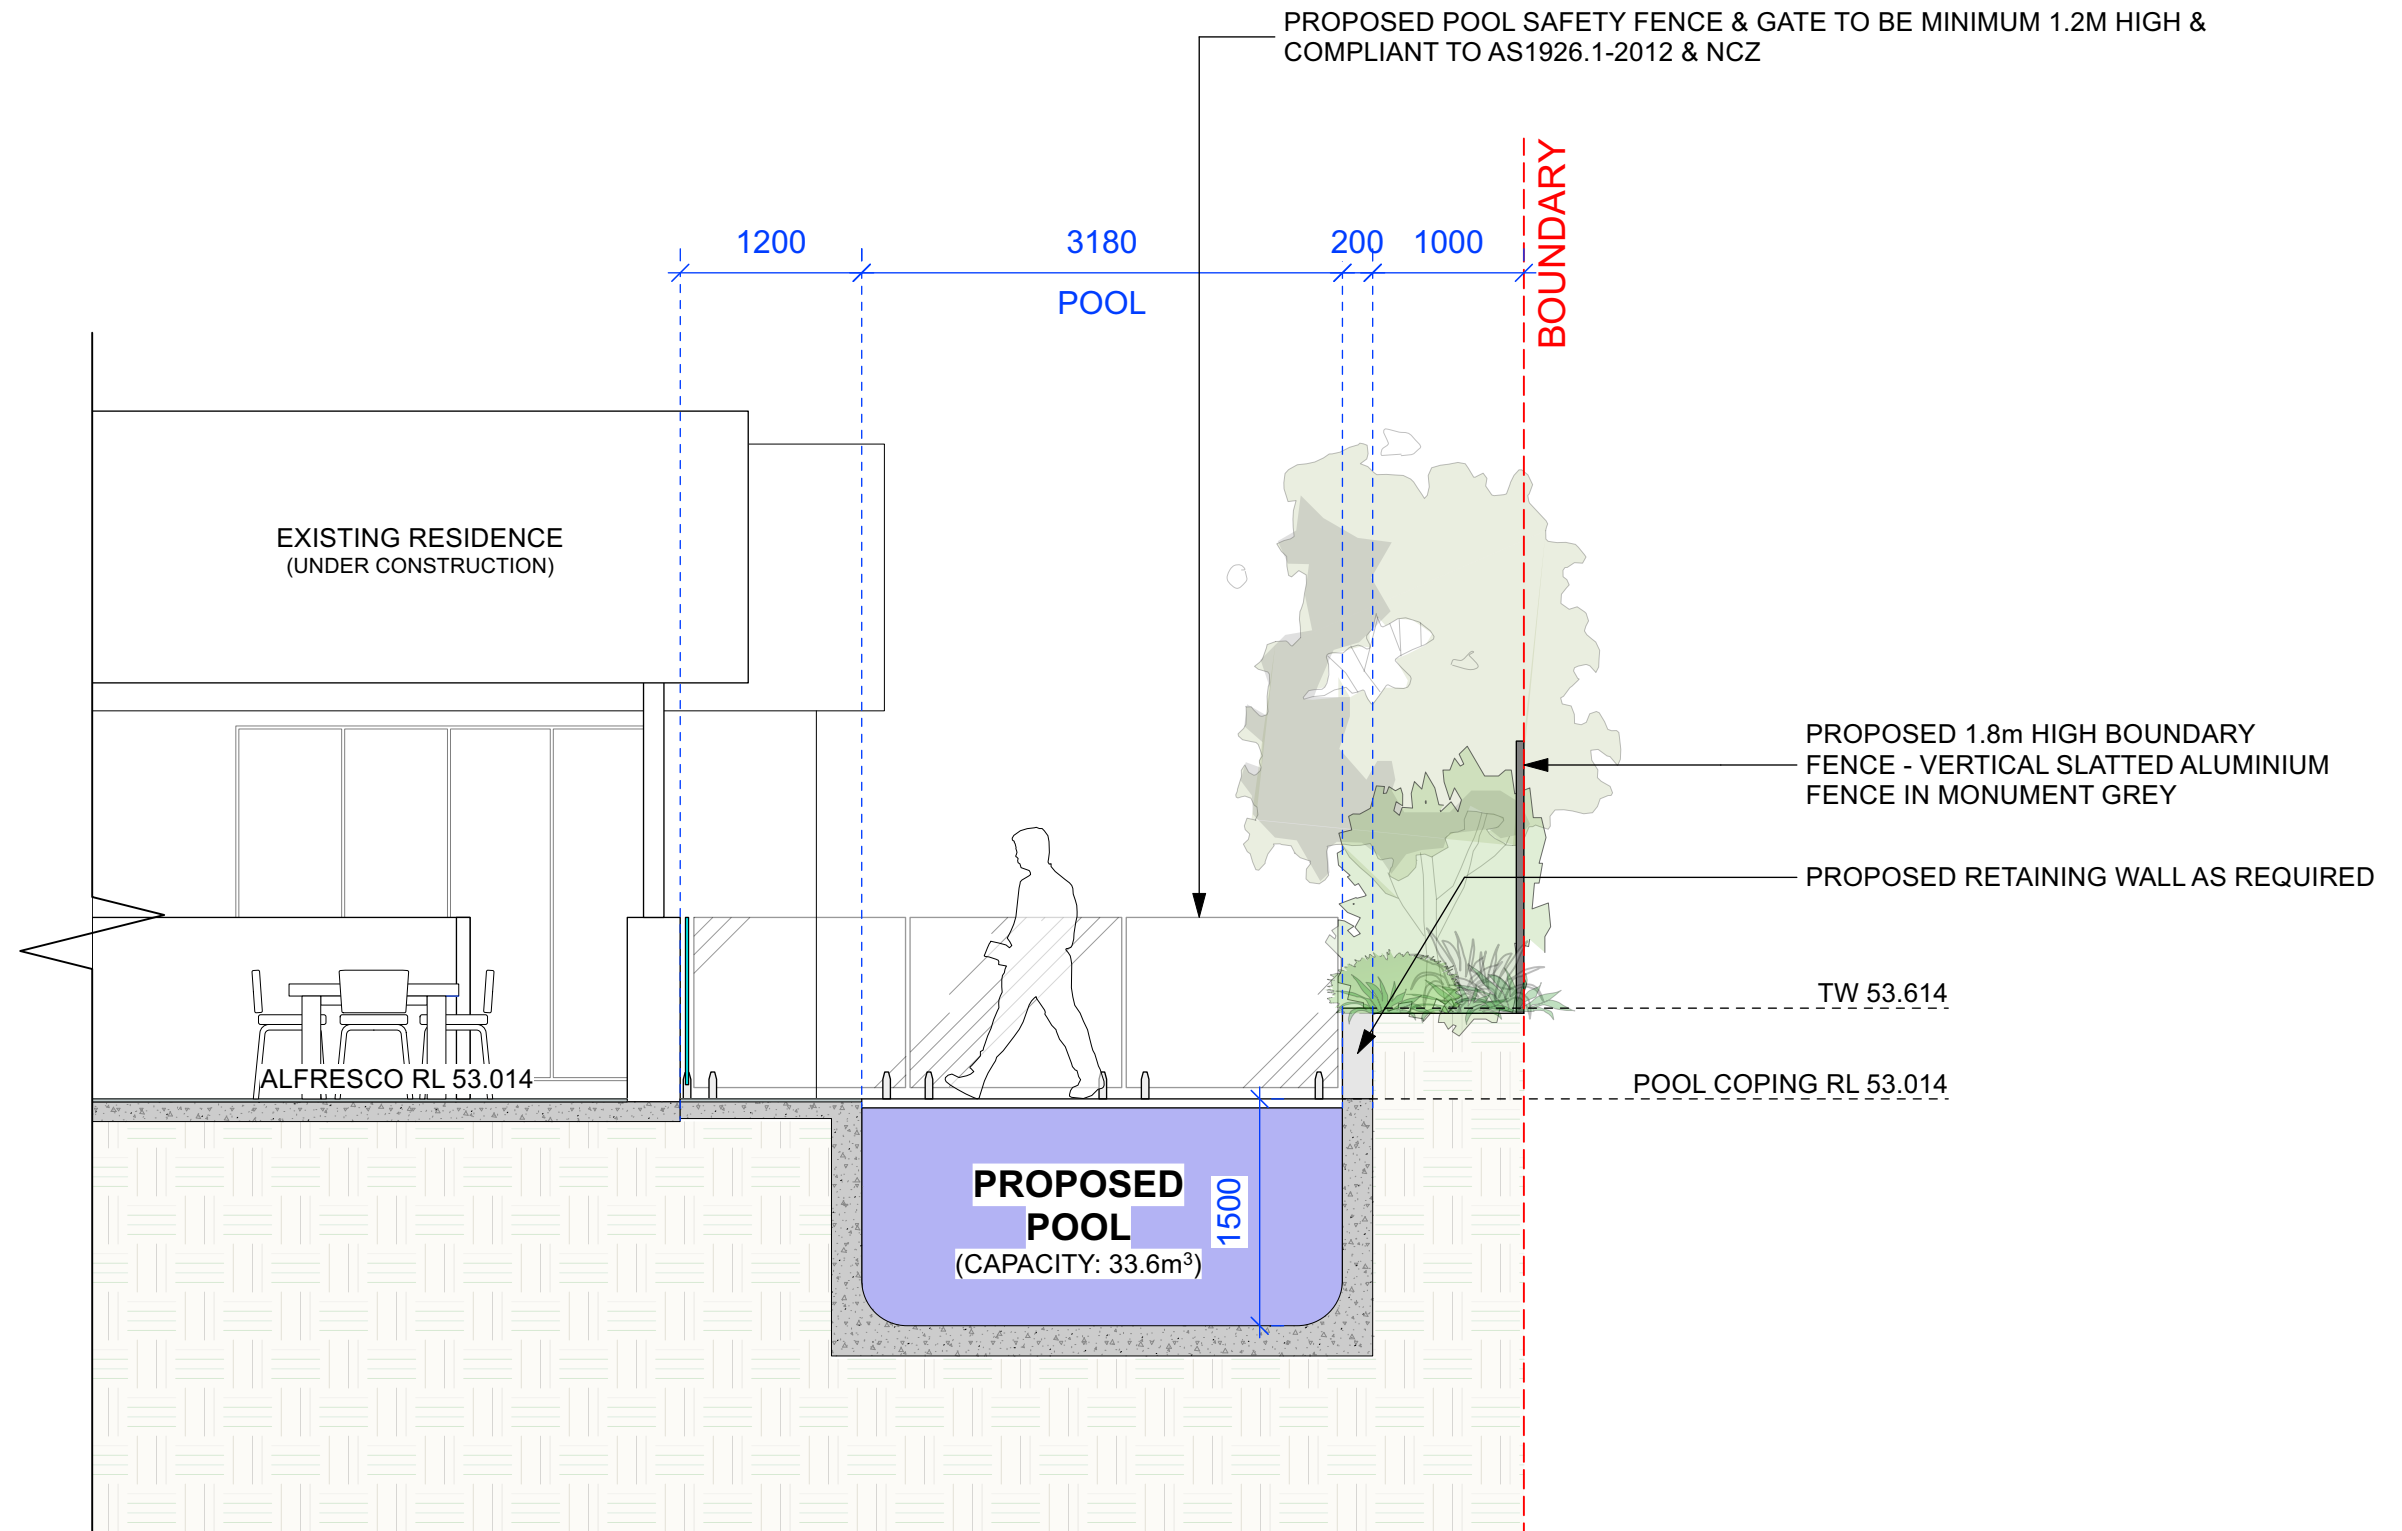 PROPOSED POOL SAFETY FENCE & GATE TO BE MINIMUM 1.2M HIGH &
COMPLIANT TO AS1926.1-2012 & NCZ
BOUNDARY
1200
3180
200
1000
POOL
EXISTING RESIDENCE
(UNDER CONSTRUCTION)
PROPOSED 1.8m HIGH BOUNDARY
FENCE - VERTICAL SLATTED ALUMINIUM
FENCE IN MONUMENT GREY
PROPOSED RETAINING WALL AS REQUIRED
TW 53.614
ALFRESCO RL 53.014
POOL COPING RL 53.014
PROPOSED
POOL
(CAPACITY: 33.6m³)
1500